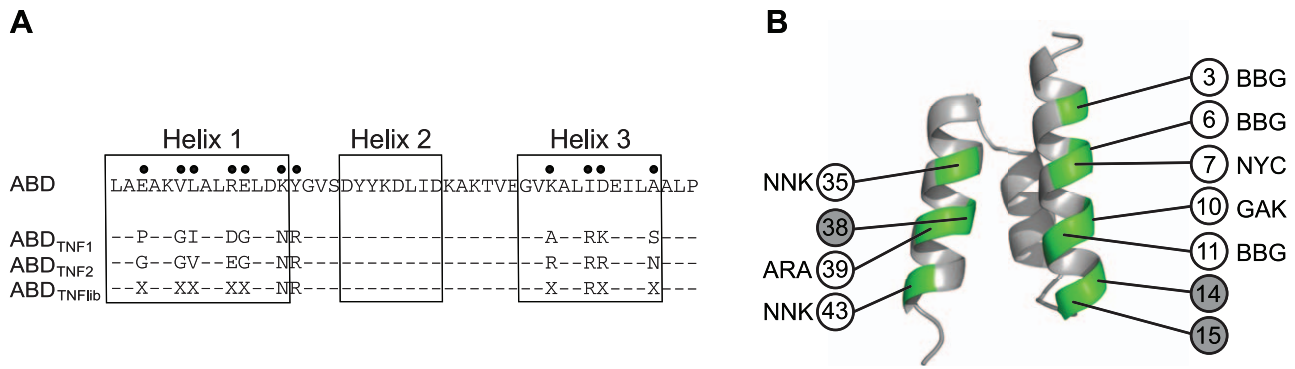 A
Helix 1 Helix 2 Helix 3
ABD LAEAKVLALRELDKYGVSDYYKDLIDKAKTVEGVKALIDEILAALP
ABDTNF1 --P--GI--DG--NR------------------A--RK---S---
ABDTNF2 --G--GV--EG--NR------------------R--RR---N---
ABDTNFlib --X--XX--XX--NR------------------X--RX---X---
B
3 BBG
6 BBG
7 NYC
10 GAK
11 BBG
14
15
NNK 35
38
ARA 39
NNK 43